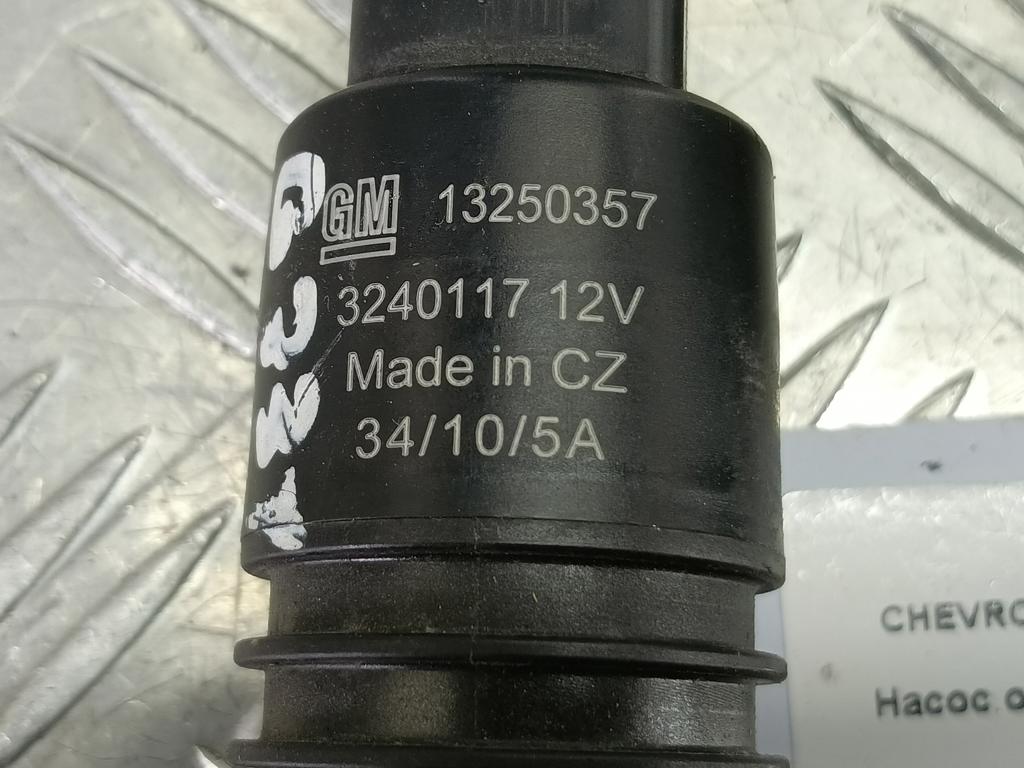 GM 13250357
3240117 12V
Made in CZ
34/10/5A
CHEVRO
Насос о